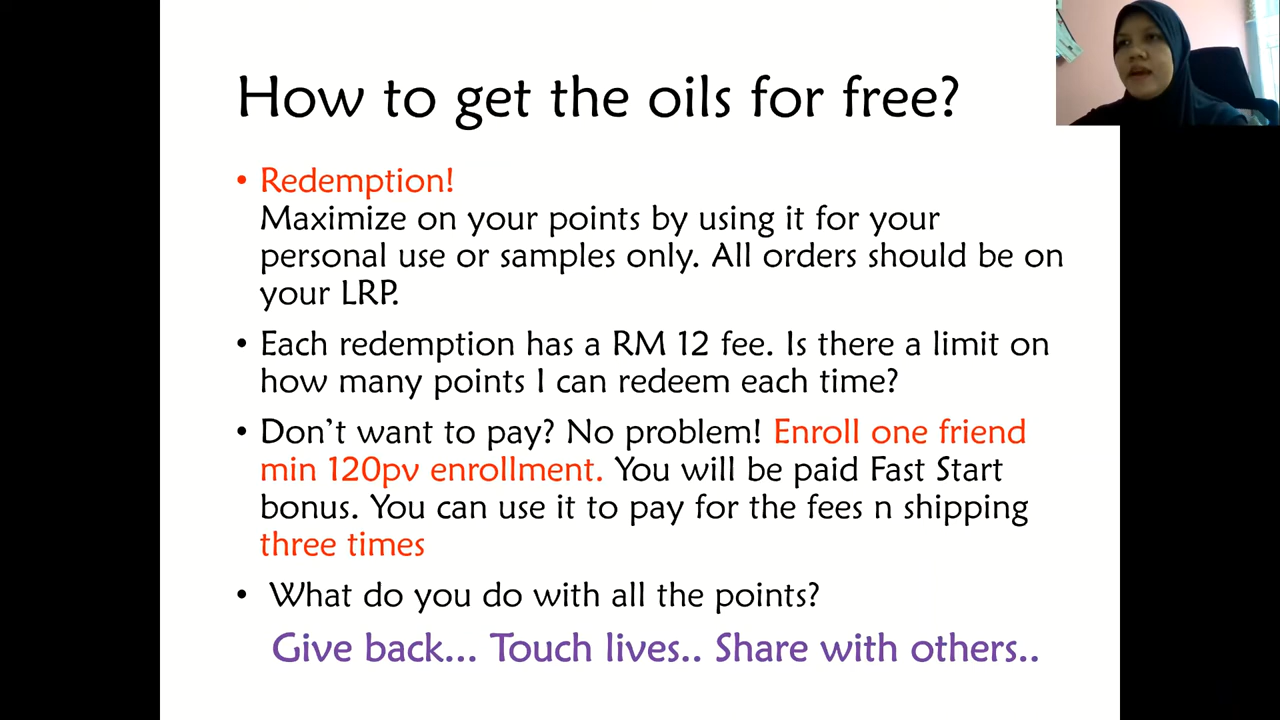 How to get the oils for free?
• Redemption!
Maximize on your points by using it for your
personal use or samples only. All orders should be on
your LRP.
• Each redemption has a RM 12 fee. Is there a limit on
how many points I can redeem each time?
• Don't want to pay? No problem! Enroll one friend
min 120pv enrollment. You will be paid Fast Start
bonus. You can use it to pay for the fees n shipping
three times
• What do you do with all the points?
Give back... Touch lives.. Share with others..